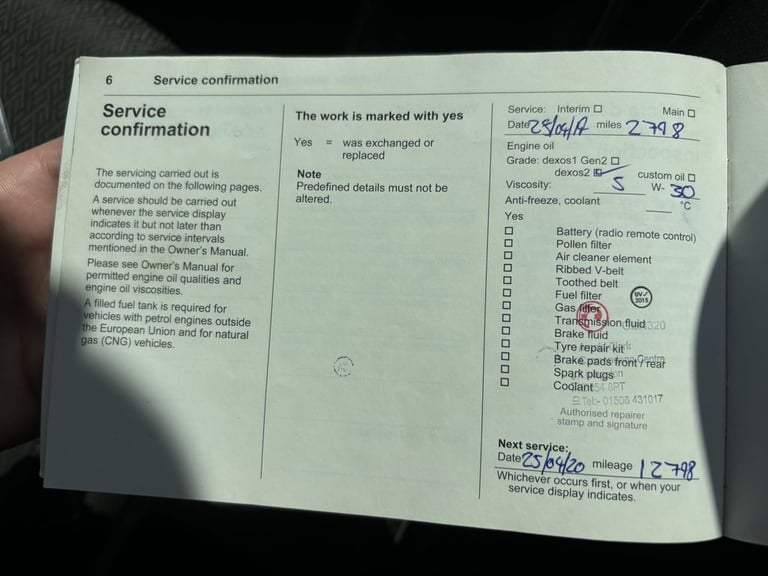 6 Service confirmation
Service
confirmation
The servicing carried out is
documented on the following pages.
A service should be carried out
whenever the service display
indicates it but not later than
according to service intervals
mentioned in the Owner's Manual.
Please see Owner's Manual for
permitted engine oil qualities and
engine oil viscosities.
A filled fuel tank is required for
vehicles with petrol engines outside
the European Union and for natural
gas (CNG) vehicles.
The work is marked with yes
Yes = was exchanged or
replaced
Note
Predefined details must not be
altered.
Service: Interim ☐ Main ☐
Date miles 2798
Engine oil
Grade: dexos1 Gen2 ☐
dexos2 custom oil ☐
Viscosity: 5 W- 30
Anti-freeze, coolant °C
Yes
☐ Battery (radio remote control)
☐ Pollen filter
☐ Air cleaner element
☐ Ribbed V-belt
☐ Toothed belt
☐ Fuel filter
☐ Gas filter
☐ Transmission fluid
☐ Brake fluid
☐ Tyre repair kit
☐ Brake pads front / rear
☐ Spark plugs
☐ Coolant
Tel:- 01508 431017
Authorised repairer
stamp and signature
Next service:
Date 25/04/20 mileage 12798
Whichever occurs first, or when your
service display indicates.